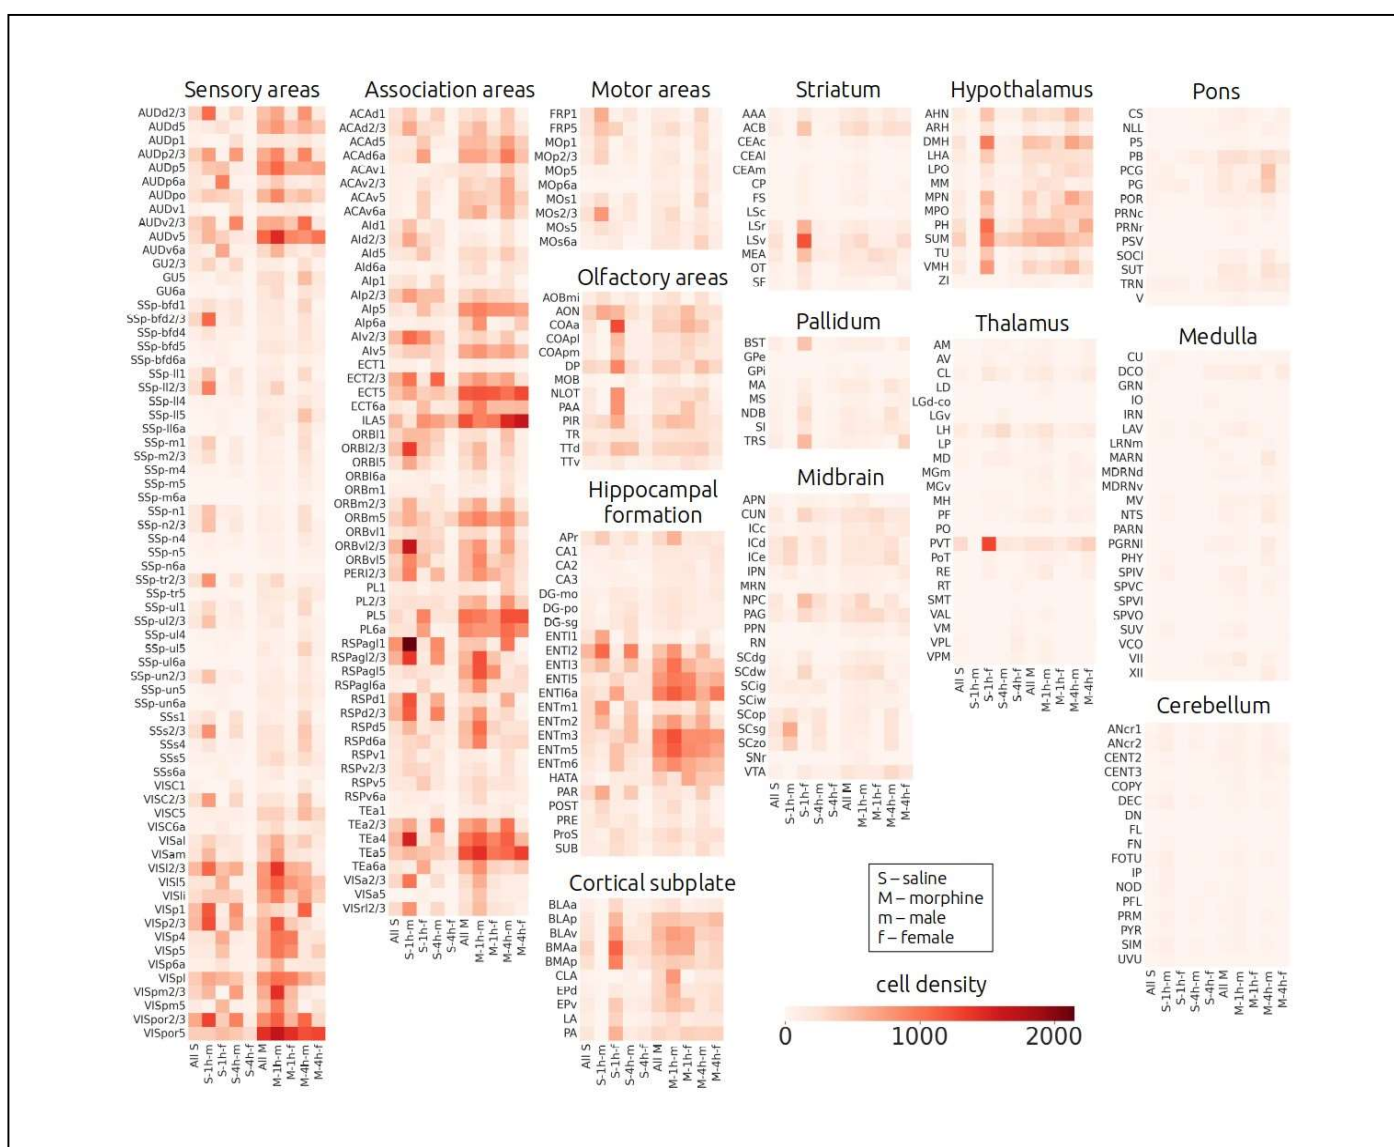 Sensory areas
AUDd2/3
AUDd5
AUDp1
AUDp2/3
AUDp5
AUDp6a
AUDpo
AUDv1
AUDv2/3
AUDv5
AUDv6a
GU2/3
GU5
GU6a
SSp-bfd1
SSp-bfd2/3
SSp-bfd4
SSp-bfd5
SSp-bfd6a
SSp-ll1
SSp-ll2/3
SSp-ll4
SSp-ll5
SSp-ll6a
SSp-m1
SSp-m2/3
SSp-m4
SSp-m5
SSp-m6a
SSp-n1
SSp-n2/3
SSp-n4
SSp-n5
SSp-n6a
SSp-tr2/3
SSp-tr5
SSp-ul1
SSp-ul2/3
SSp-ul4
SSp-ul5
SSp-ul6a
SSp-un2/3
SSp-un5
SSp-un6a
SSs1
SSs2/3
SSs4
SSs5
SSs6a
VISC1
VISC2/3
VISC5
VISC6a
VISal
VISam
VISl2/3
VISl5
VISli
VISp1
VISp2/3
VISp4
VISp5
VISp6a
VISpl
VISpm2/3
VISpm5
VISpor2/3
VISpor5
All S
S-1h-m
S-1h-f
S-4h-m
S-4h-f
All M
M-1h-m
M-1h-f
M-4h-m
M-4h-f
Association areas
ACAd1
ACAd2/3
ACAd5
ACAd6a
ACAv1
ACAv2/3
ACAv5
ACAv6a
AId1
AId2/3
AId5
AId6a
AIp1
AIp2/3
AIp5
AIp6a
AIv2/3
AIv5
ECT1
ECT2/3
ECT5
ECT6a
ILA5
ORBl1
ORBl2/3
ORBl5
ORBl6a
ORBm1
ORBm2/3
ORBm5
ORBvl1
ORBvl2/3
ORBvl5
PERI2/3
PL1
PL2/3
PL5
PL6a
RSPagl1
RSPagl2/3
RSPagl5
RSPagl6a
RSPd1
RSPd2/3
RSPd5
RSPd6a
RSPv1
RSPv2/3
RSPv5
RSPv6a
TEa1
TEa2/3
TEa4
TEa5
TEa6a
VISa2/3
VISa5
VISrl2/3
All S
S-1h-m
S-1h-f
S-4h-m
S-4h-f
All M
M-1h-m
M-1h-f
M-4h-m
M-4h-f
Motor areas
FRP1
FRP5
MOp1
MOp2/3
MOp5
MOp6a
MOs1
MOs2/3
MOs5
MOs6a
Olfactory areas
AOBmi
AON
COAa
COApl
COApm
DP
MOB
NLOT
PAA
PIR
TR
TTd
TTv
Hippocampal
formation
APr
CA1
CA2
CA3
DG-mo
DG-po
DG-sg
ENTl1
ENTl2
ENTl3
ENTl5
ENTl6a
ENTm1
ENTm2
ENTm3
ENTm5
ENTm6
HATA
PAR
POST
PRE
ProS
SUB
Cortical subplate
BLAa
BLAp
BLAv
BMAa
BMAp
CLA
EPd
EPv
LA
PA
All S
S-1h-m
S-1h-f
S-4h-m
S-4h-f
All M
M-1h-m
M-1h-f
M-4h-m
M-4h-f
Striatum
AAA
ACB
CEAc
CEAl
CEAm
CP
FS
LSc
LSr
LSv
MEA
OT
SF
Pallidum
BST
GPe
GPi
MA
MS
NDB
SI
TRS
Midbrain
APN
CUN
ICc
ICd
ICe
IPN
MRN
NPC
PAG
PPN
RN
SCdg
SCdw
SCig
SCiw
SCop
SCsg
SCzo
SNr
VTA
All S
S-1h-m
S-1h-f
S-4h-m
S-4h-f
All M
M-1h-m
M-1h-f
M-4h-m
M-4h-f
S – saline
M – morphine
m – male
f – female
cell density
0 1000 2000
Hypothalamus
AHN
ARH
DMH
LHA
LPO
MM
MPN
MPO
PH
SUM
TU
VMH
ZI
Thalamus
AM
AV
CL
LD
LGd-co
LGv
LH
LP
MD
MGm
MGv
MH
PF
PO
PVT
PoT
RE
RT
SMT
VAL
VM
VPL
VPM
All S
S-1h-m
S-1h-f
S-4h-m
S-4h-f
All M
M-1h-m
M-1h-f
M-4h-m
M-4h-f
Pons
CS
NLL
P5
PB
PCG
PG
POR
PRNc
PRNr
PSV
SOCl
SUT
TRN
V
Medulla
CU
DCO
GRN
IO
IRN
LAV
LRNm
MARN
MDRNd
MDRNv
MV
NTS
PARN
PGRNl
PHY
SPIV
SPVC
SPVI
SPVO
SUV
VCO
VII
XII
Cerebellum
ANcr1
ANcr2
CENT2
CENT3
COPY
DEC
DN
FL
FN
FOTU
IP
NOD
PFL
PRM
PYR
SIM
UVU
All S
S-1h-m
S-1h-f
S-4h-m
S-4h-f
All M
M-1h-m
M-1h-f
M-4h-m
M-4h-f